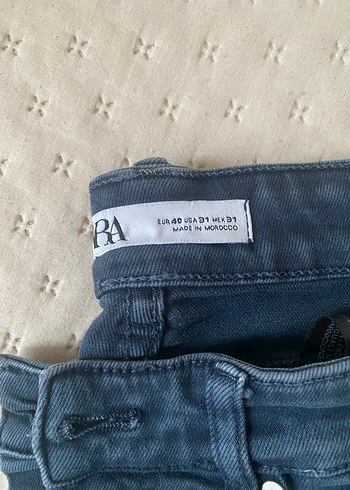 RA
EUR 40 USA 31 MEX 31
MADE IN MOROCCO